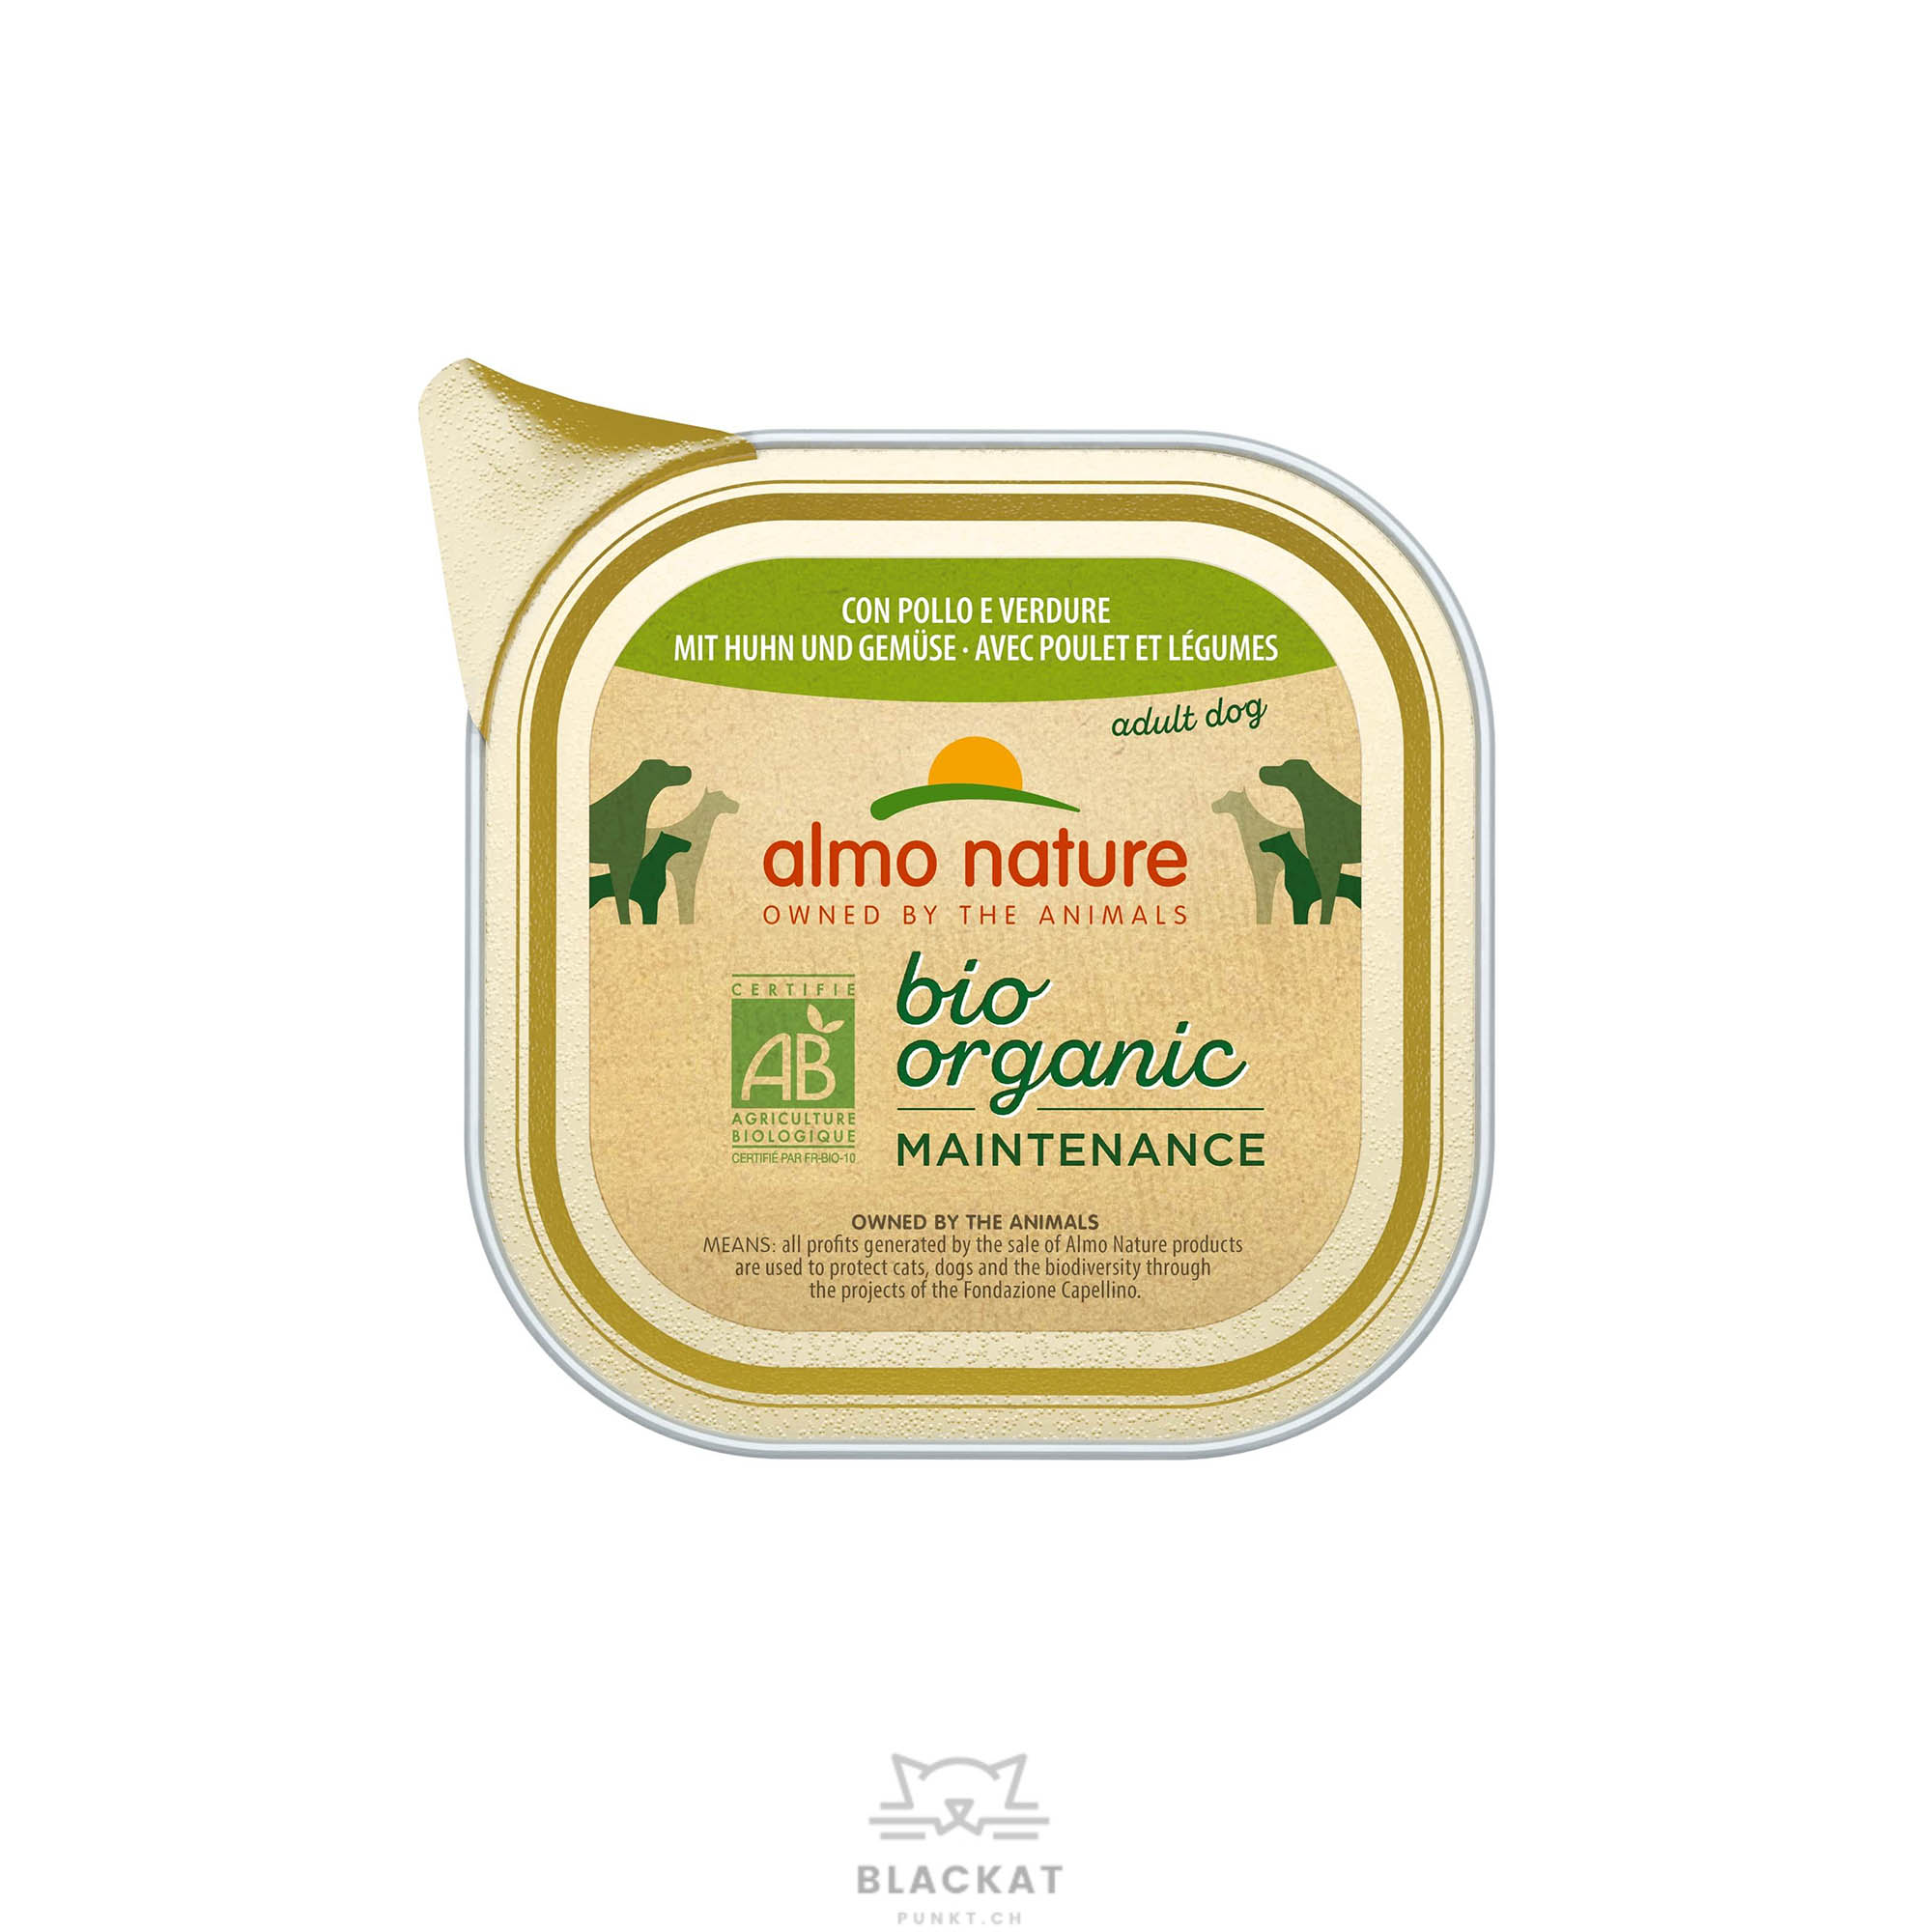 CON POLLO E VERDURE
MIT HUHN UND GEMÜSE · AVEC POULET ET LÉGUMES
adult dog
almo nature
OWNED BY THE ANIMALS
CERTIFIÉ
AB
AGRICULTURE
BIOLOGIQUE
CERTIFIÉ PAR FR-BIO-10
bio
organic
MAINTENANCE
OWNED BY THE ANIMALS
MEANS: all profits generated by the sale of Almo Nature products
are used to protect cats, dogs and the biodiversity through
the projects of the Fondazione Capellino.
BLACKAT
PUNKT.CH